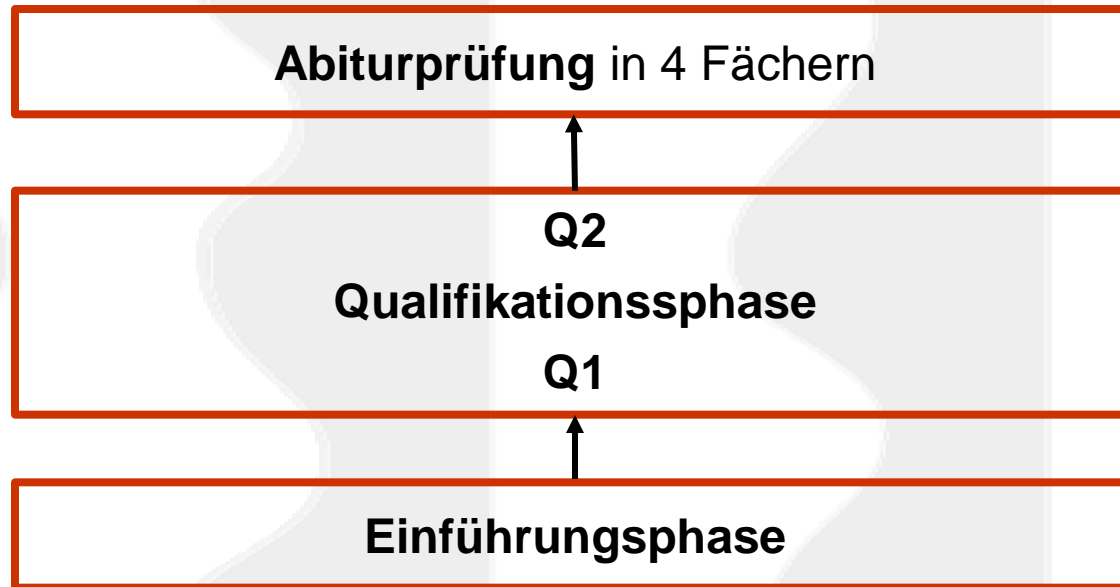 Abiturprüfung in 4 Fächern
Q2
Qualifikationssphase
Q1
Einführungsphase